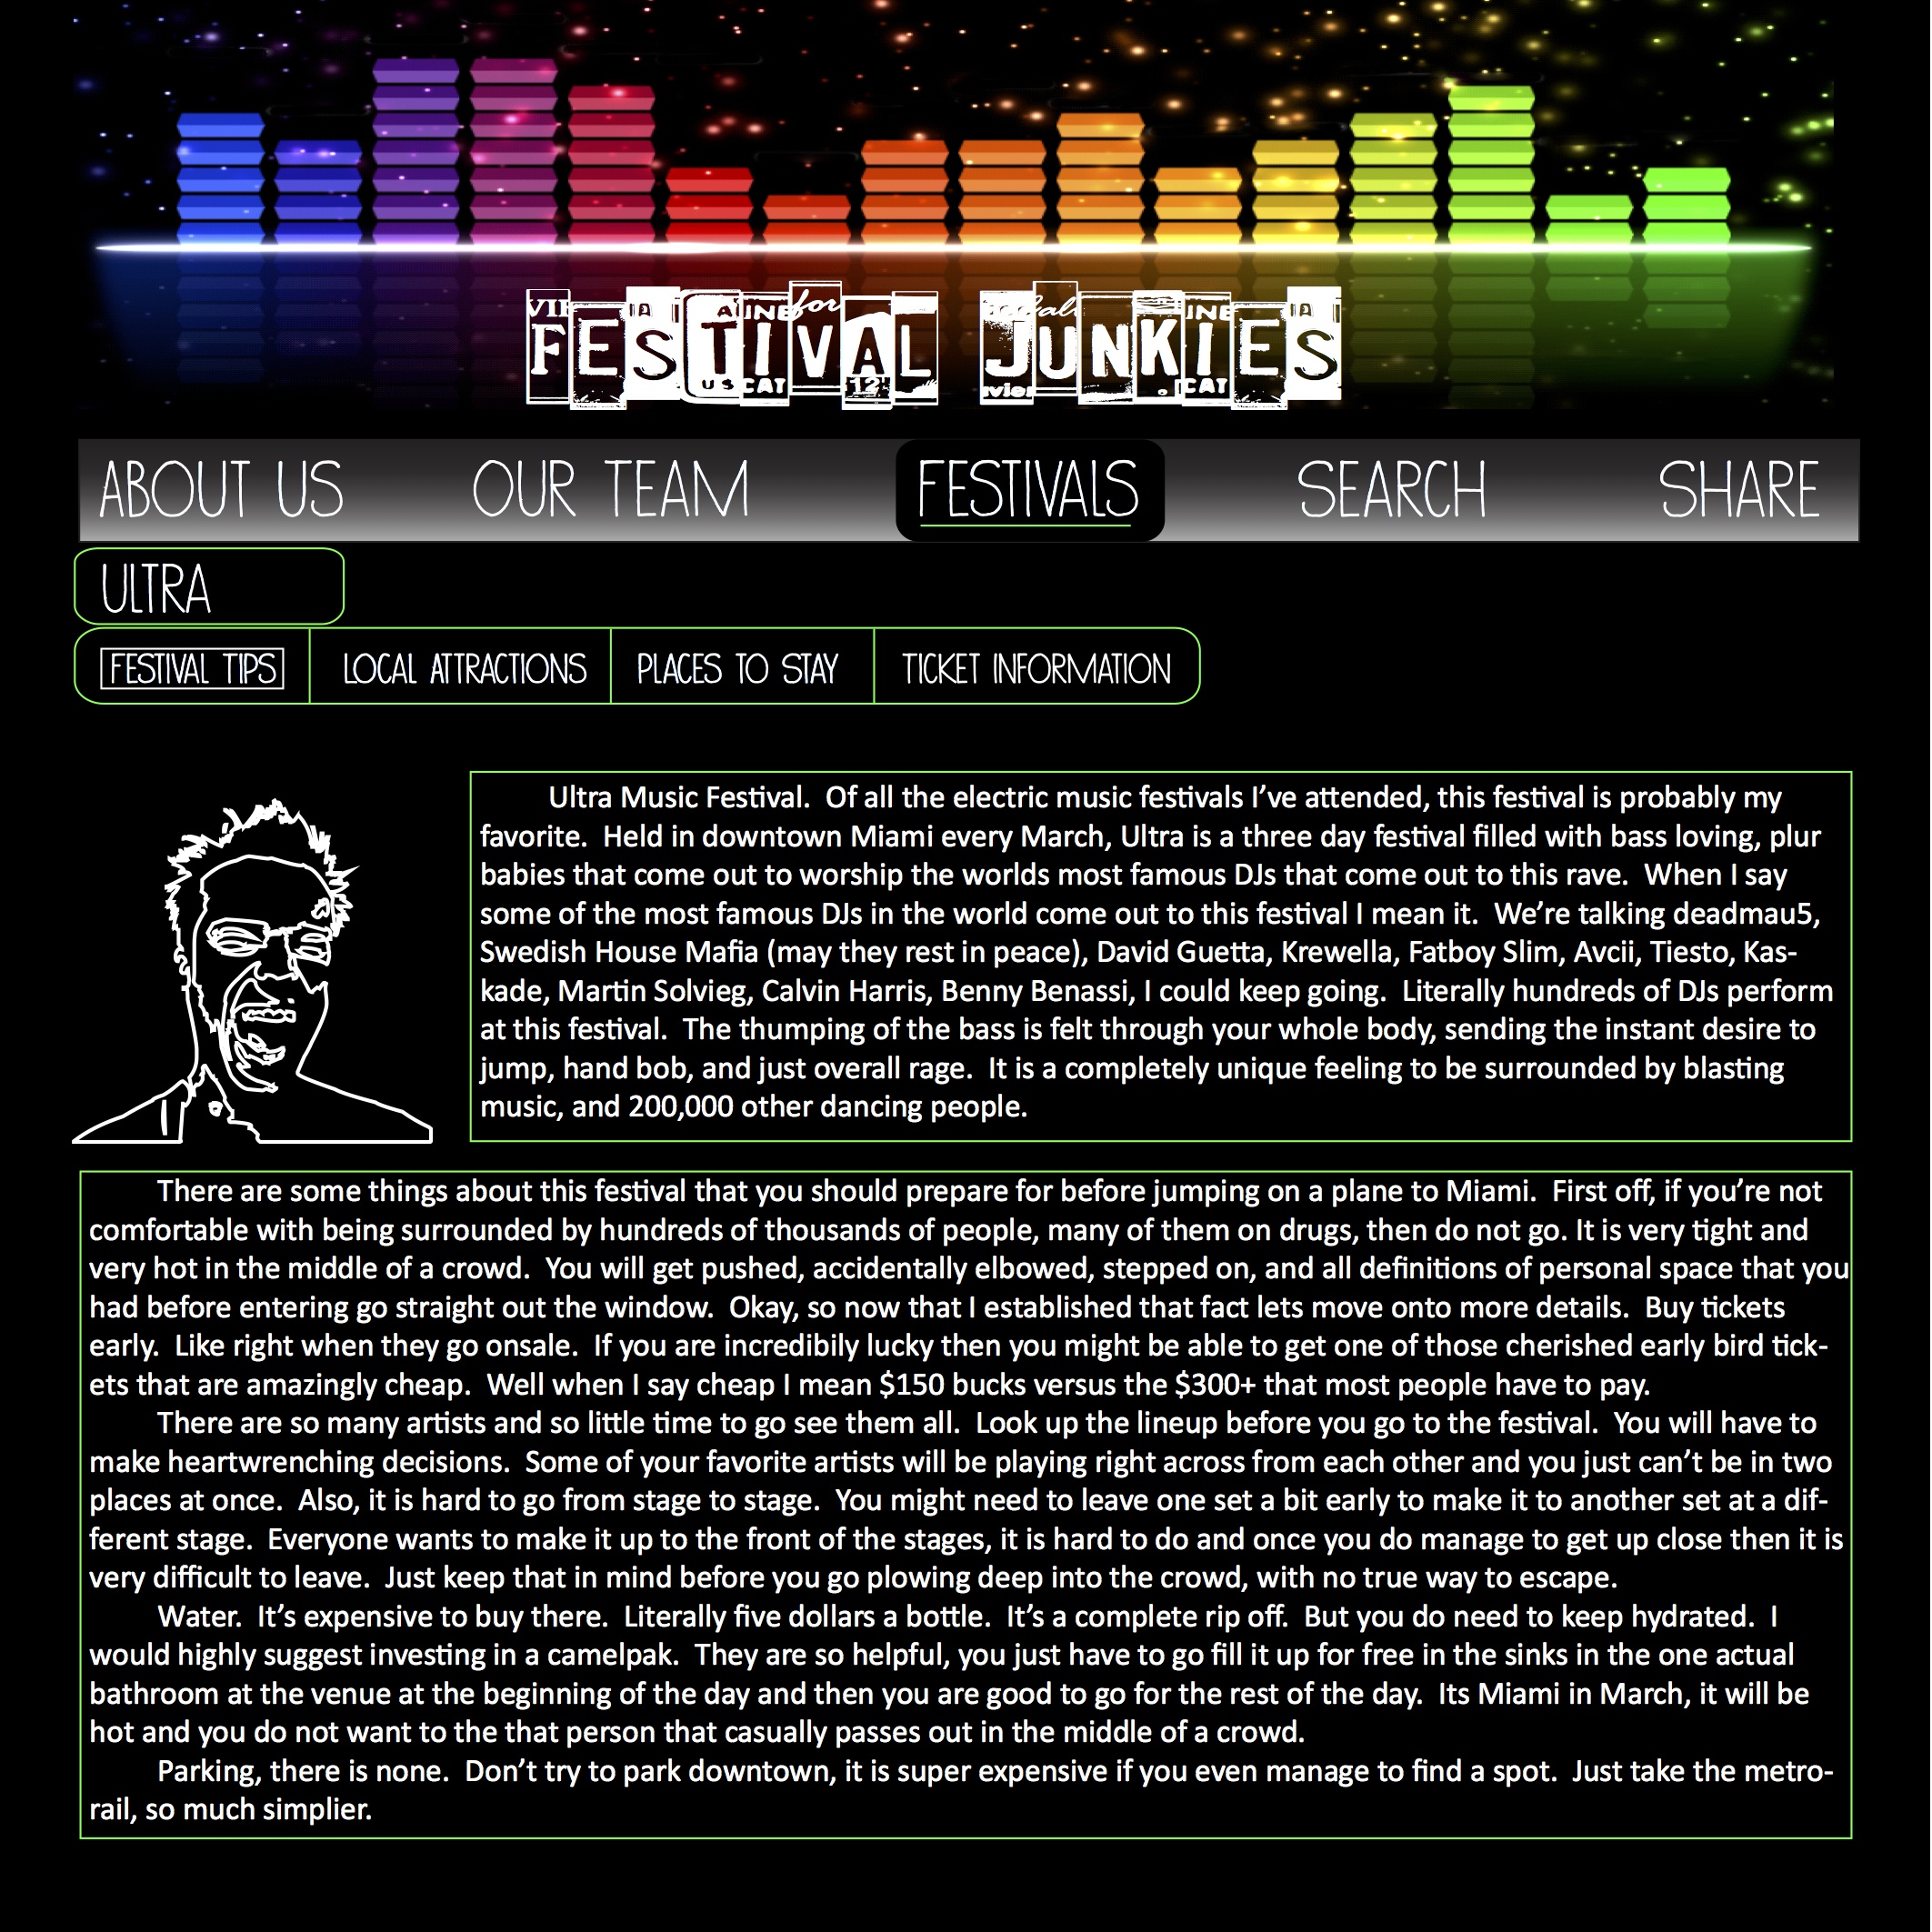 FESTIVAL JUNKIES
ABOUT US OUR TEAM FESTIVALS SEARCH SHARE
ULTRA
FESTIVAL TIPS LOCAL ATTRACTIONS PLACES TO STAY TICKET INFORMATION
Ultra Music Festival.  Of all the electric music festivals I’ve attended, this festival is probably my
favorite.  Held in downtown Miami every March, Ultra is a three day festival filled with bass loving, plur
babies that come out to worship the worlds most famous DJs that come out to this rave.  When I say
some of the most famous DJs in the world come out to this festival I mean it.  We’re talking deadmau5,
Swedish House Mafia (may they rest in peace), David Guetta, Krewella, Fatboy Slim, Avcii, Tiesto, Kas-
kade, Martin Solvieg, Calvin Harris, Benny Benassi, I could keep going.  Literally hundreds of DJs perform
at this festival.  The thumping of the bass is felt through your whole body, sending the instant desire to
jump, hand bob, and just overall rage.  It is a completely unique feeling to be surrounded by blasting
music, and 200,000 other dancing people.
There are some things about this festival that you should prepare for before jumping on a plane to Miami.  First off, if you’re not
comfortable with being surrounded by hundreds of thousands of people, many of them on drugs, then do not go. It is very tight and
very hot in the middle of a crowd.  You will get pushed, accidentally elbowed, stepped on, and all definitions of personal space that you
had before entering go straight out the window.  Okay, so now that I established that fact lets move onto more details.  Buy tickets
early.  Like right when they go onsale.  If you are incredibily lucky then you might be able to get one of those cherished early bird tick-
ets that are amazingly cheap.  Well when I say cheap I mean $150 bucks versus the $300+ that most people have to pay.
There are so many artists and so little time to go see them all.  Look up the lineup before you go to the festival.  You will have to
make heartwrenching decisions.  Some of your favorite artists will be playing right across from each other and you just can’t be in two
places at once.  Also, it is hard to go from stage to stage.  You might need to leave one set a bit early to make it to another set at a dif-
ferent stage.  Everyone wants to make it up to the front of the stages, it is hard to do and once you do manage to get up close then it is
very difficult to leave.  Just keep that in mind before you go plowing deep into the crowd, with no true way to escape.
Water.  It’s expensive to buy there.  Literally five dollars a bottle.  It’s a complete rip off.  But you do need to keep hydrated.  I
would highly suggest investing in a camelpak.  They are so helpful, you just have to go fill it up for free in the sinks in the one actual
bathroom at the venue at the beginning of the day and then you are good to go for the rest of the day.  Its Miami in March, it will be
hot and you do not want to the that person that casually passes out in the middle of a crowd.
Parking, there is none.  Don’t try to park downtown, it is super expensive if you even manage to find a spot.  Just take the metro-
rail, so much simplier.